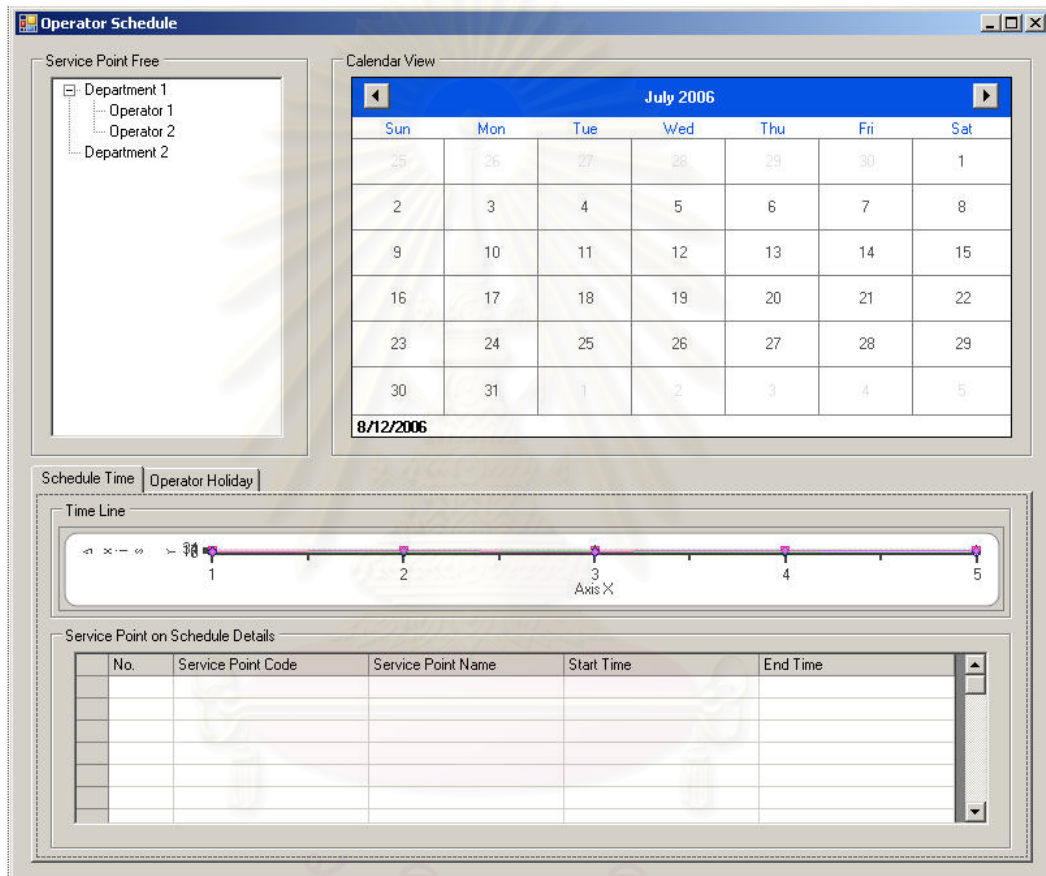 Operator Schedule
Service Point Free
Department 1
Operator 1
Operator 2
Department 2
Calendar View
July 2006
Sun Mon Tue Wed Thu Fri Sat
25 26 27 28 29 30 1
2 3 4 5 6 7 8
9 10 11 12 13 14 15
16 17 18 19 20 21 22
23 24 25 26 27 28 29
30 31 1 2 3 4 5
8/12/2006
Schedule Time Operator Holiday
Time Line
Axis Y
1 2 3 4 5
Axis X
Service Point on Schedule Details
No. Service Point Code Service Point Name Start Time End Time